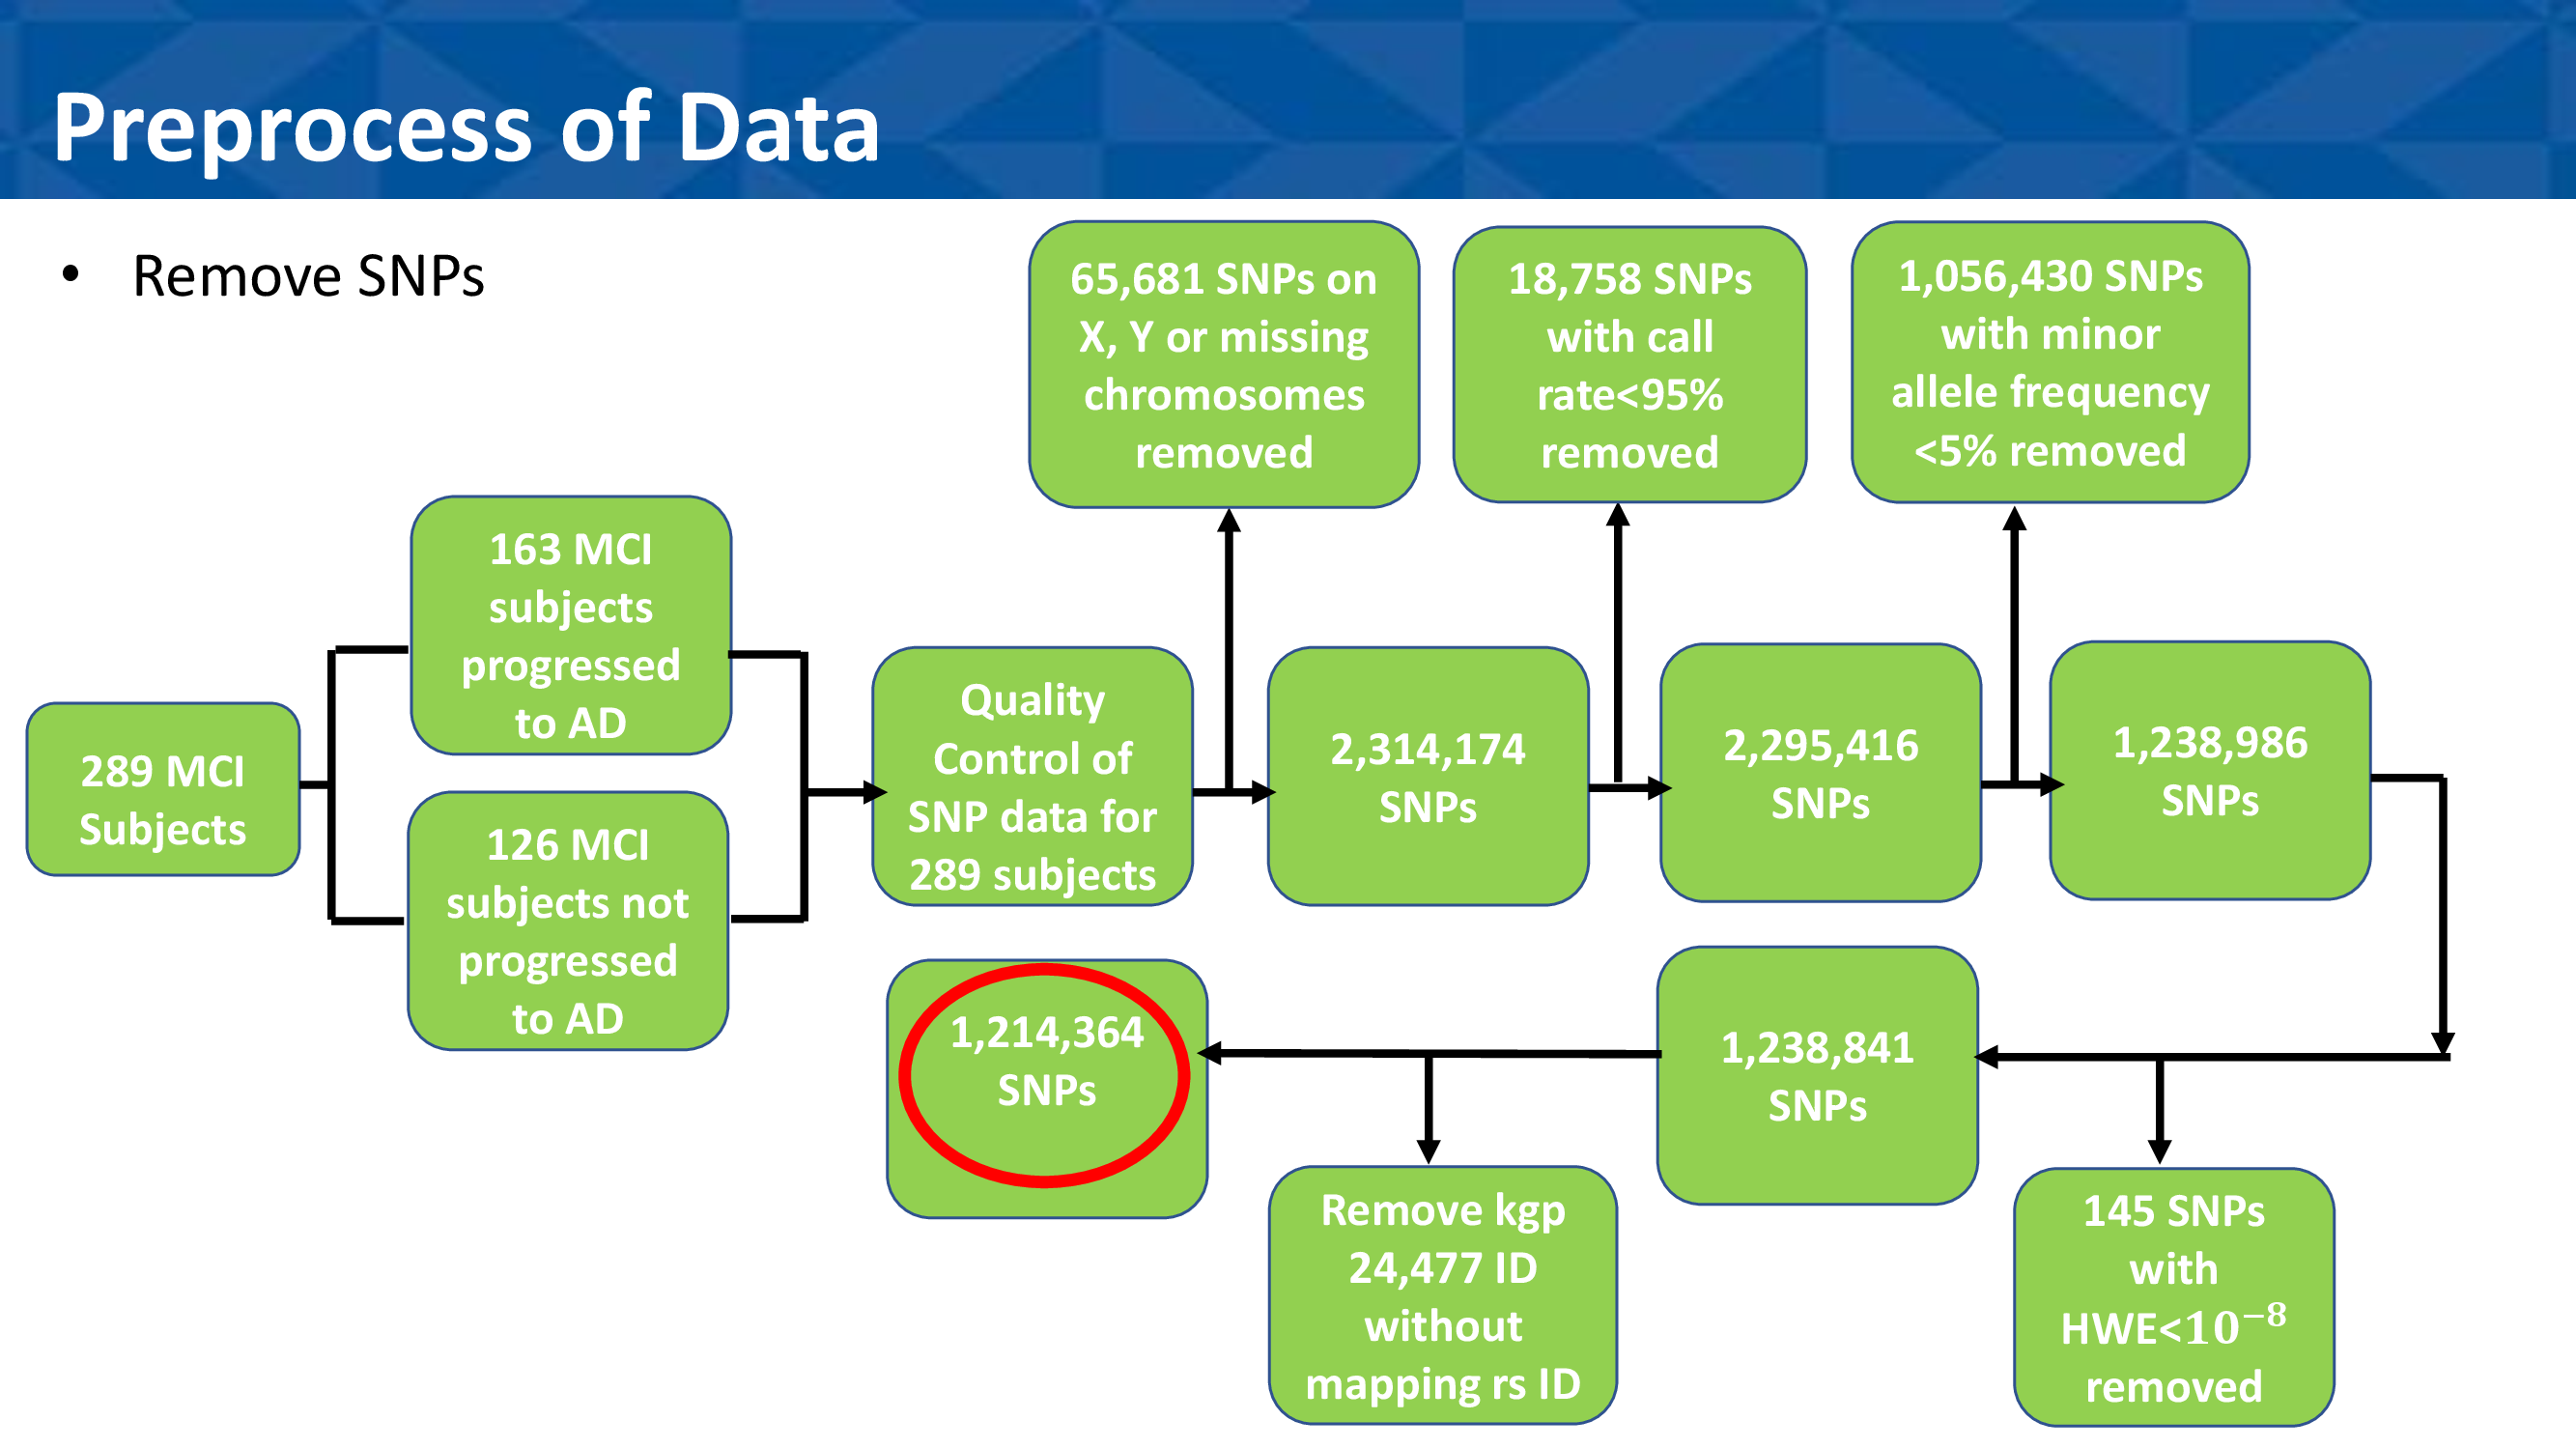 Preprocess of Data
• Remove SNPs
65,681 SNPs on
X, Y or missing
chromosomes
removed
18,758 SNPs
with call
rate<95%
removed
1,056,430 SNPs
with minor
allele frequency
<5% removed
289 MCI
Subjects
163 MCI
subjects
progressed
to AD
126 MCI
subjects not
progressed
to AD
Quality
Control of
SNP data for
289 subjects
2,314,174
SNPs
2,295,416
SNPs
1,238,986
SNPs
1,214,364
SNPs
1,238,841
SNPs
Remove kgp
24,477 ID
without
mapping rs ID
145 SNPs
with
HWE<10⁻⁸
removed